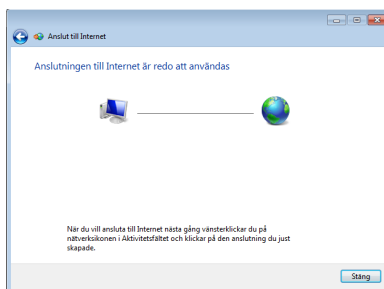 Anslut till Internet
Anslutningen till Internet är redo att användas
När du vill ansluta till Internet nästa gång vänsterklickar du på
nätverksikonen i Aktivitetsfältet och klickar på den anslutning du just
skapade.
Stäng